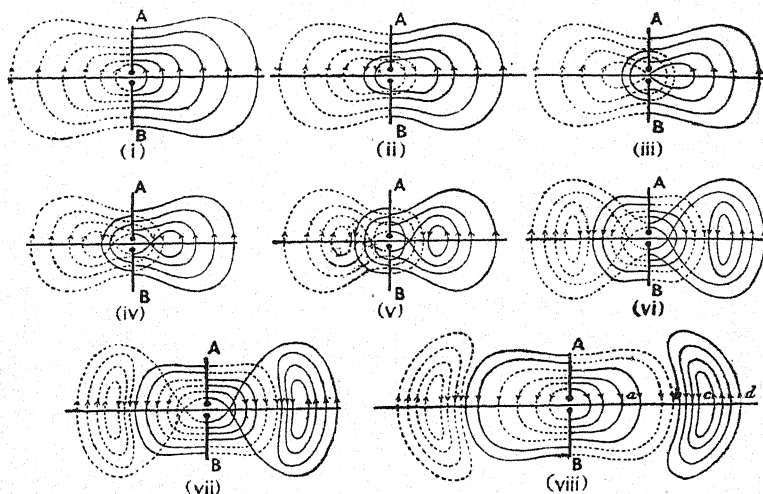 A A A
B B B
(i) (ii) (iii)
A A A
B B B
(iv) (v) (vi)
A A
a b c d
B B
(vii) (viii)